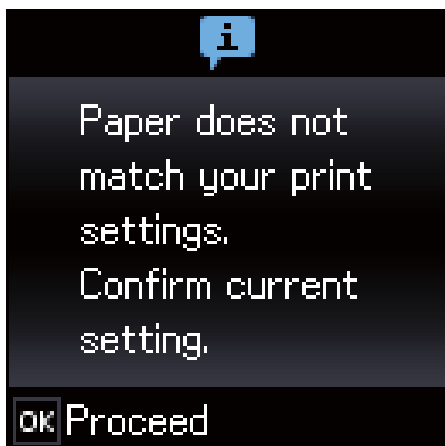 i
Paper does not
match your print
settings.
Confirm current
setting.
OK Proceed